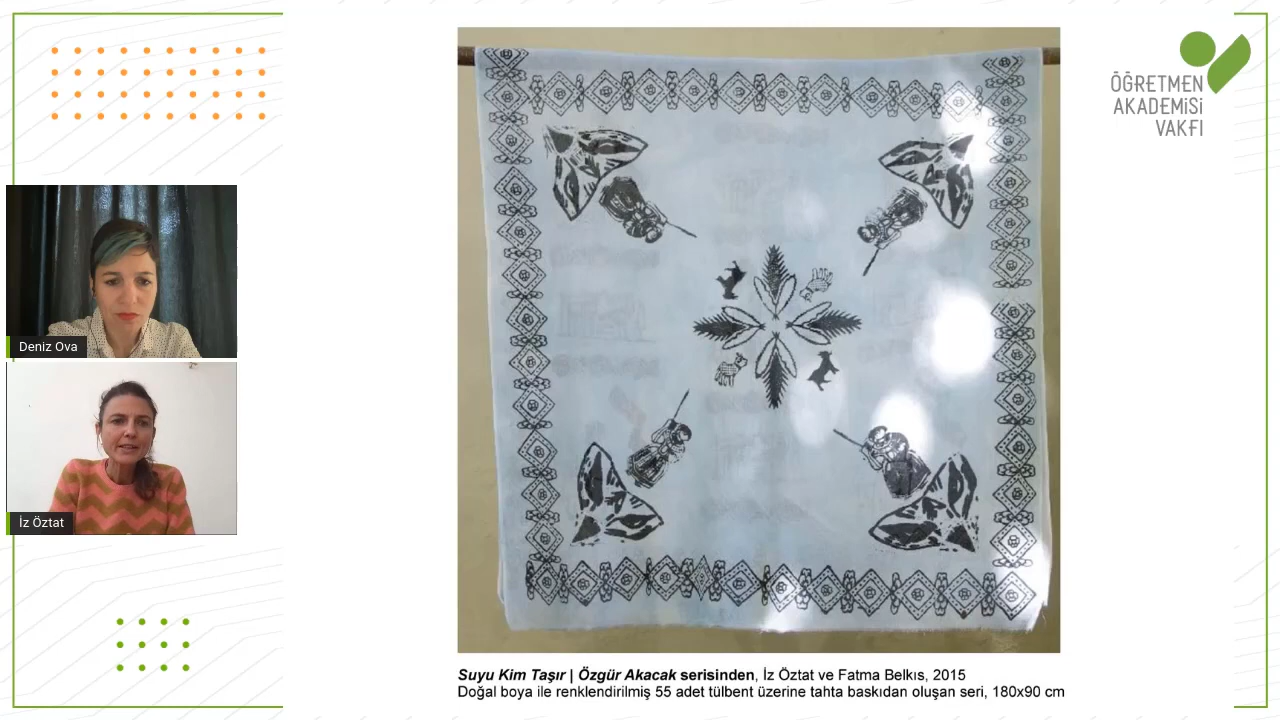 ÖĞRETMEN
AKADEMİSİ
VAKFI
Deniz Ova
İz Öztat
Suyu Kim Taşır | Özgür Akacak serisinden, İz Öztat ve Fatma Belkıs, 2015
Doğal boya ile renklendirilmiş 55 adet tülbent üzerine tahta baskıdan oluşan seri, 180x90 cm